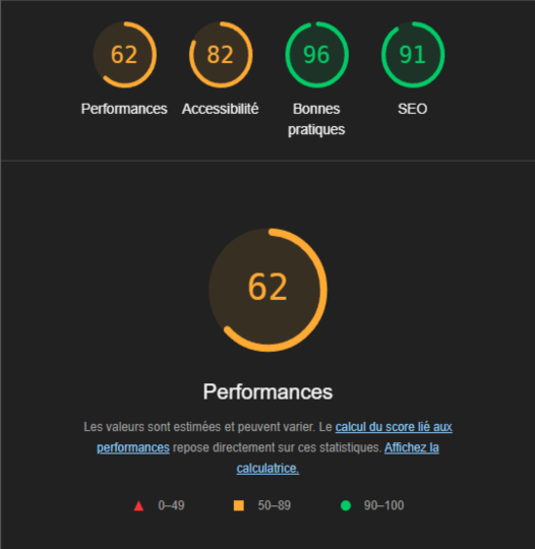 62 82 96 91
Performances Accessibilité Bonnes pratiques SEO
62
Performances
Les valeurs sont estimées et peuvent varier. Le calcul du score lié aux
performances repose directement sur ces statistiques. Affichez la
calculatrice.
0–49 50–89 90–100